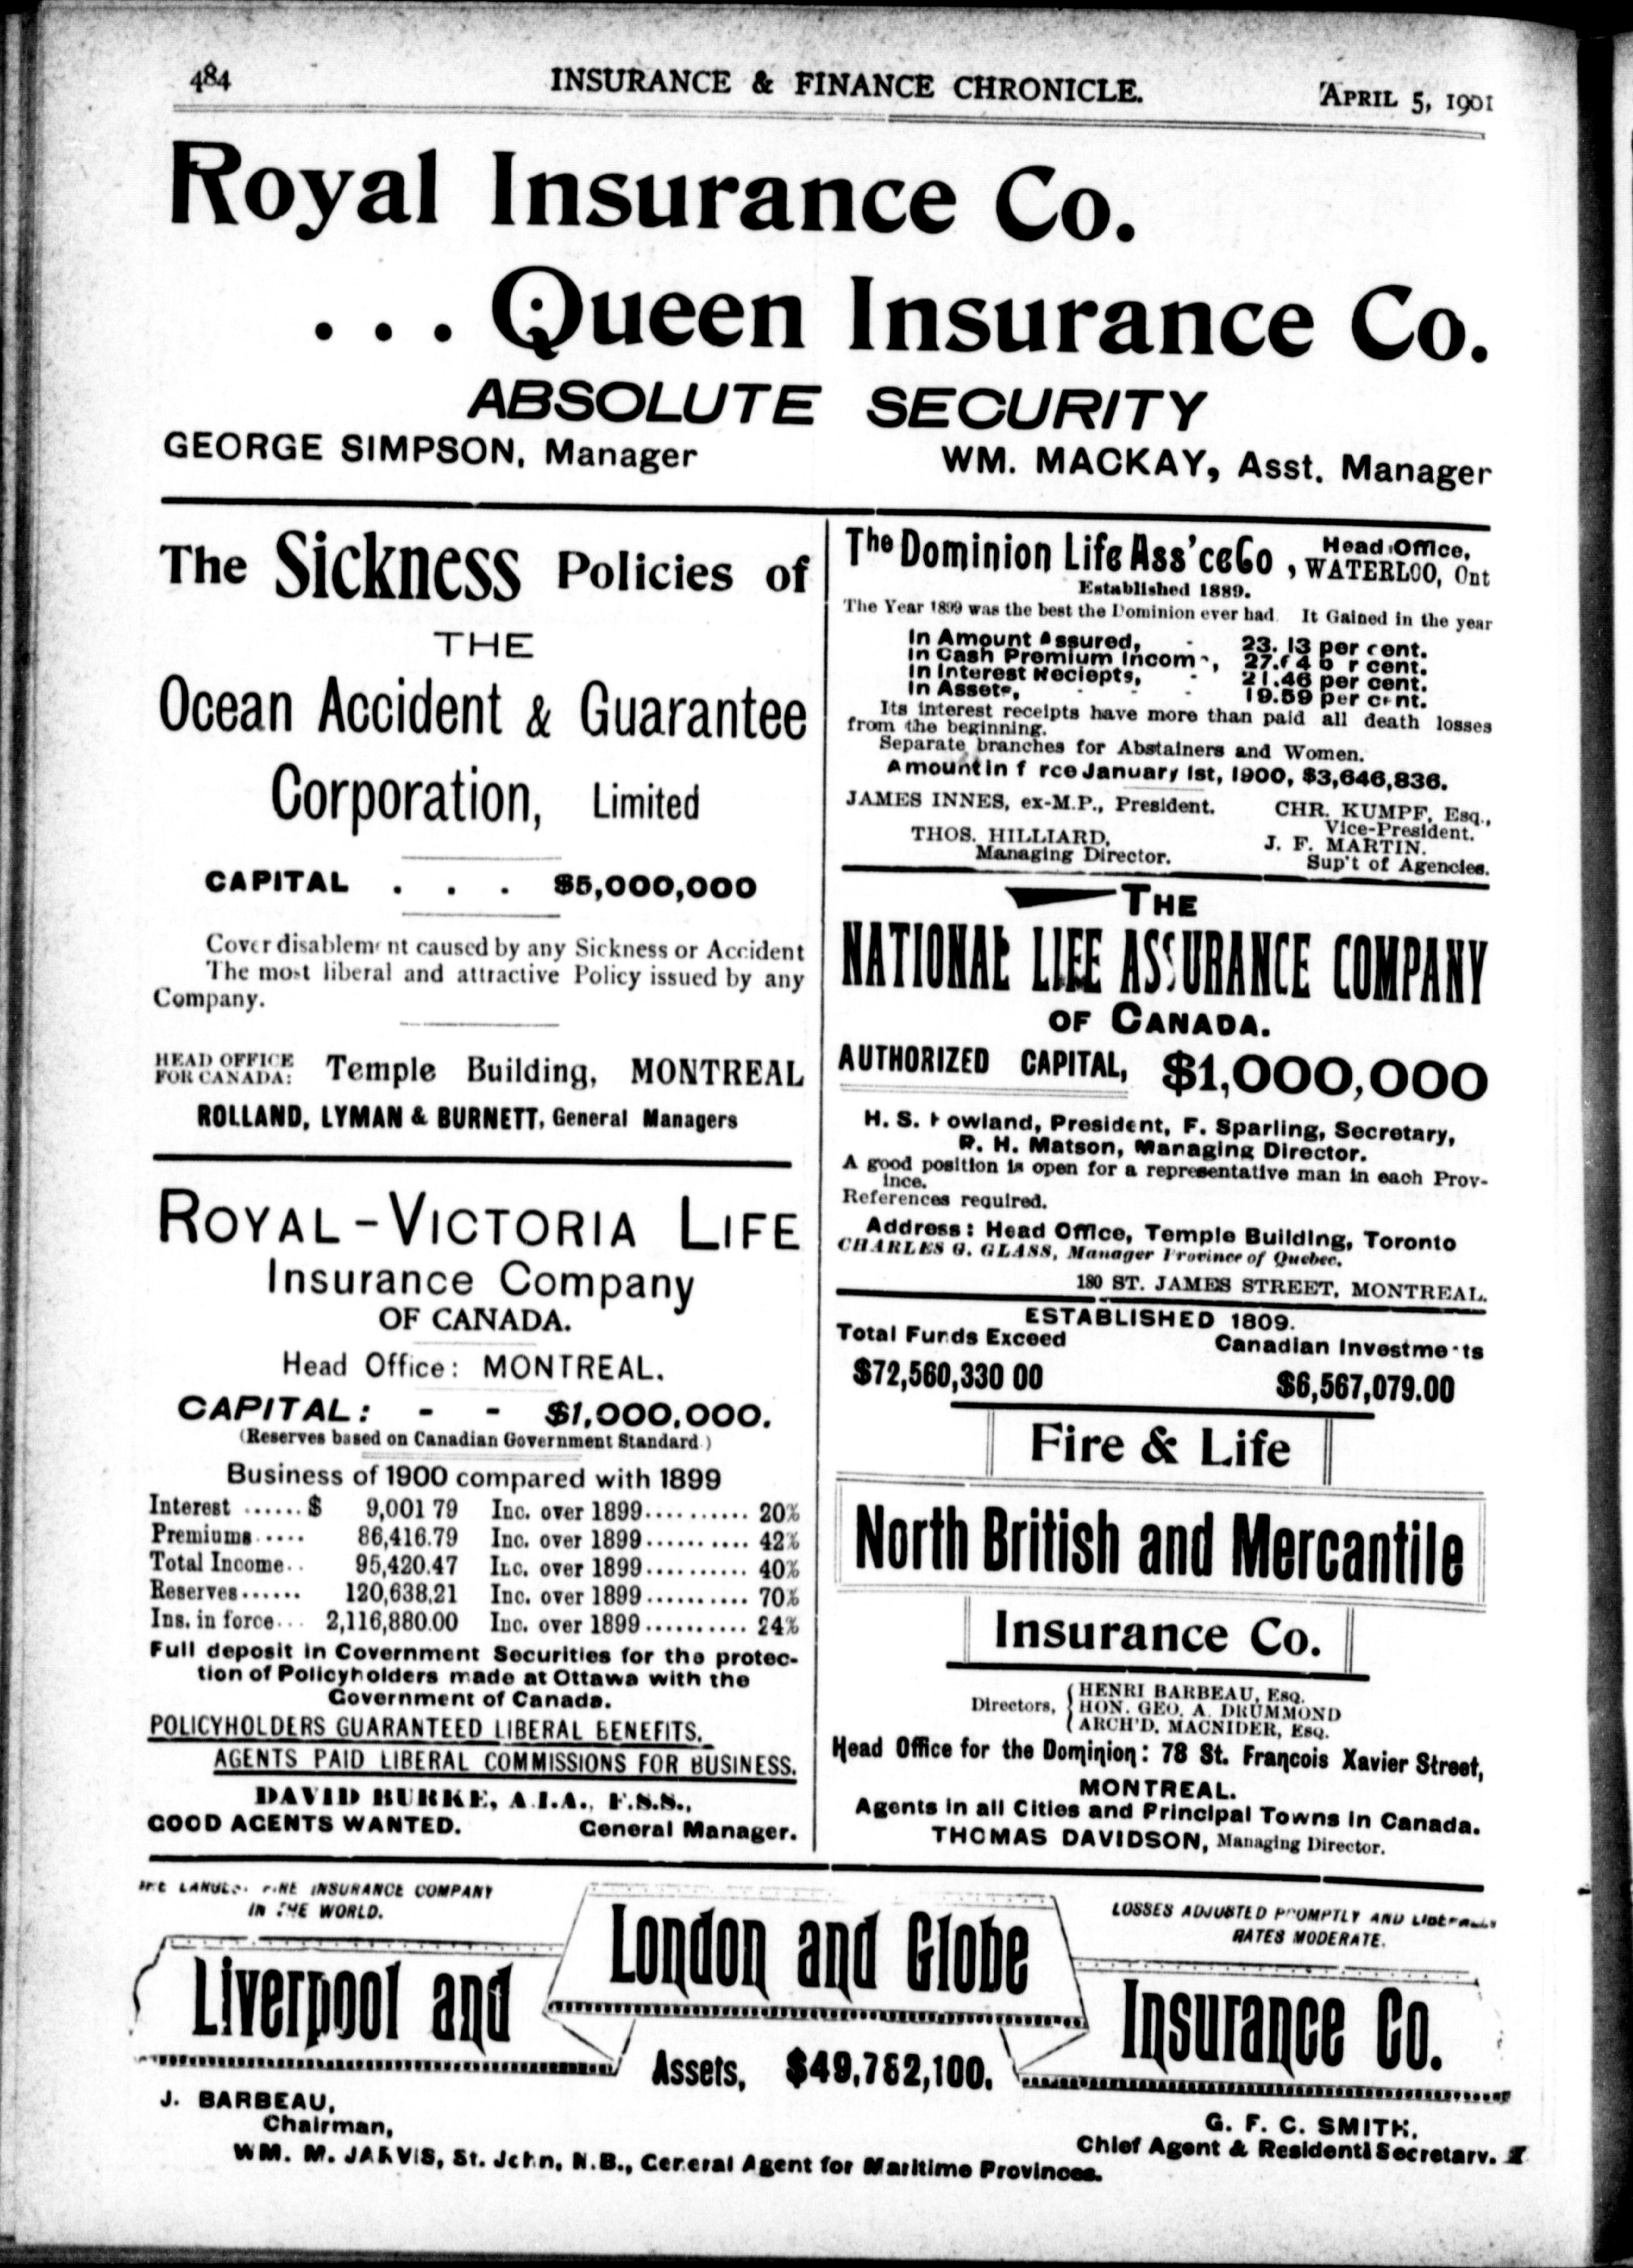 484
INSURANCE & FINANCE CHRONICLE.
APRIL 5, 1901
Royal Insurance Co.
. . . Queen Insurance Co.
ABSOLUTE SECURITY
GEORGE SIMPSON, Manager
WM. MACKAY, Asst. Manager
The Sickness Policies of
THE
Ocean Accident & Guarantee
Corporation, Limited
CAPITAL . . . $5,000,000
Cover disablement caused by any Sickness or Accident
The most liberal and attractive Policy issued by any
Company.
HEAD OFFICE
FOR CANADA: Temple Building, MONTREAL
ROLLAND, LYMAN & BURNETT, General Managers
ROYAL-VICTORIA LIFE
Insurance Company
OF CANADA.
Head Office: MONTREAL.
CAPITAL: - - $1,000,000.
(Reserves based on Canadian Government Standard)
Business of 1900 compared with 1899
Interest ...... $ 9,001 79 Inc. over 1899.......... 20%
Premiums ..... 86,416.79 Inc. over 1899.......... 42%
Total Income.. 95,420.47 Inc. over 1899.......... 40%
Reserves...... 120,638.21 Inc. over 1899.......... 70%
Ins. in force... 2,116,880.00 Inc. over 1899.......... 24%
Full deposit in Government Securities for the protec-
tion of Policyholders made at Ottawa with the
Government of Canada.
POLICYHOLDERS GUARANTEED LIBERAL BENEFITS.
AGENTS PAID LIBERAL COMMISSIONS FOR BUSINESS.
DAVID BURKE, A.I.A., F.S.S.,
GOOD AGENTS WANTED. General Manager.
The Dominion Life Ass'ce Co, Head Office,
WATERLOO, Ont
Established 1889.
The Year 1899 was the best the Dominion ever had. It Gained in the year
In Amount Assured, - 23.13 per cent.
In Cash Premium Income, 27.64 per cent.
In Interest Reciepts, - 21.46 per cent.
In Assets, - - - 19.59 per cent.
Its interest receipts have more than paid all death losses
from the beginning.
Separate branches for Abstainers and Women.
Amount in force January 1st, 1900, $3,646,836.
JAMES INNES, ex-M.P., President. CHR. KUMPF, Esq.,
Vice-President.
THOS. HILLIARD, J. F. MARTIN.
Managing Director. Sup't of Agencies.
THE
NATIONAL LIFE ASSURANCE COMPANY
OF CANADA.
AUTHORIZED CAPITAL, $1,000,000
H. S. Howland, President, F. Sparling, Secretary,
R. H. Matson, Managing Director.
A good position is open for a representative man in each Prov-
ince.
References required.
Address: Head Office, Temple Building, Toronto
CHARLES G. GLASS, Manager Province of Quebec.
180 ST. JAMES STREET, MONTREAL.
ESTABLISHED 1809.
Total Funds Exceed Canadian Investments
$72,560,330 00 $6,567,079.00
Fire & Life
North British and Mercantile
Insurance Co.
Directors, HENRI BARBEAU, ESQ.
HON. GEO. A. DRUMMOND
ARCH'D. MACNIDER, ESQ.
Head Office for the Dominion: 78 St. François Xavier Street,
MONTREAL.
Agents in all Cities and Principal Towns in Canada.
THOMAS DAVIDSON, Managing Director.
FIRE INSURANCE COMPANY
IN THE WORLD.
LOSSES ADJUSTED PROMPTLY AND LIBERALLY
RATES MODERATE.
Liverpool and London and Globe Insurance Co.
Assets, $49,782,100.
J. BARBEAU,
Chairman,
G. F. C. SMITH,
Chief Agent & Resident Secretary.
WM. M. JARVIS, St. John, N.B., General Agent for Maritime Provinces.